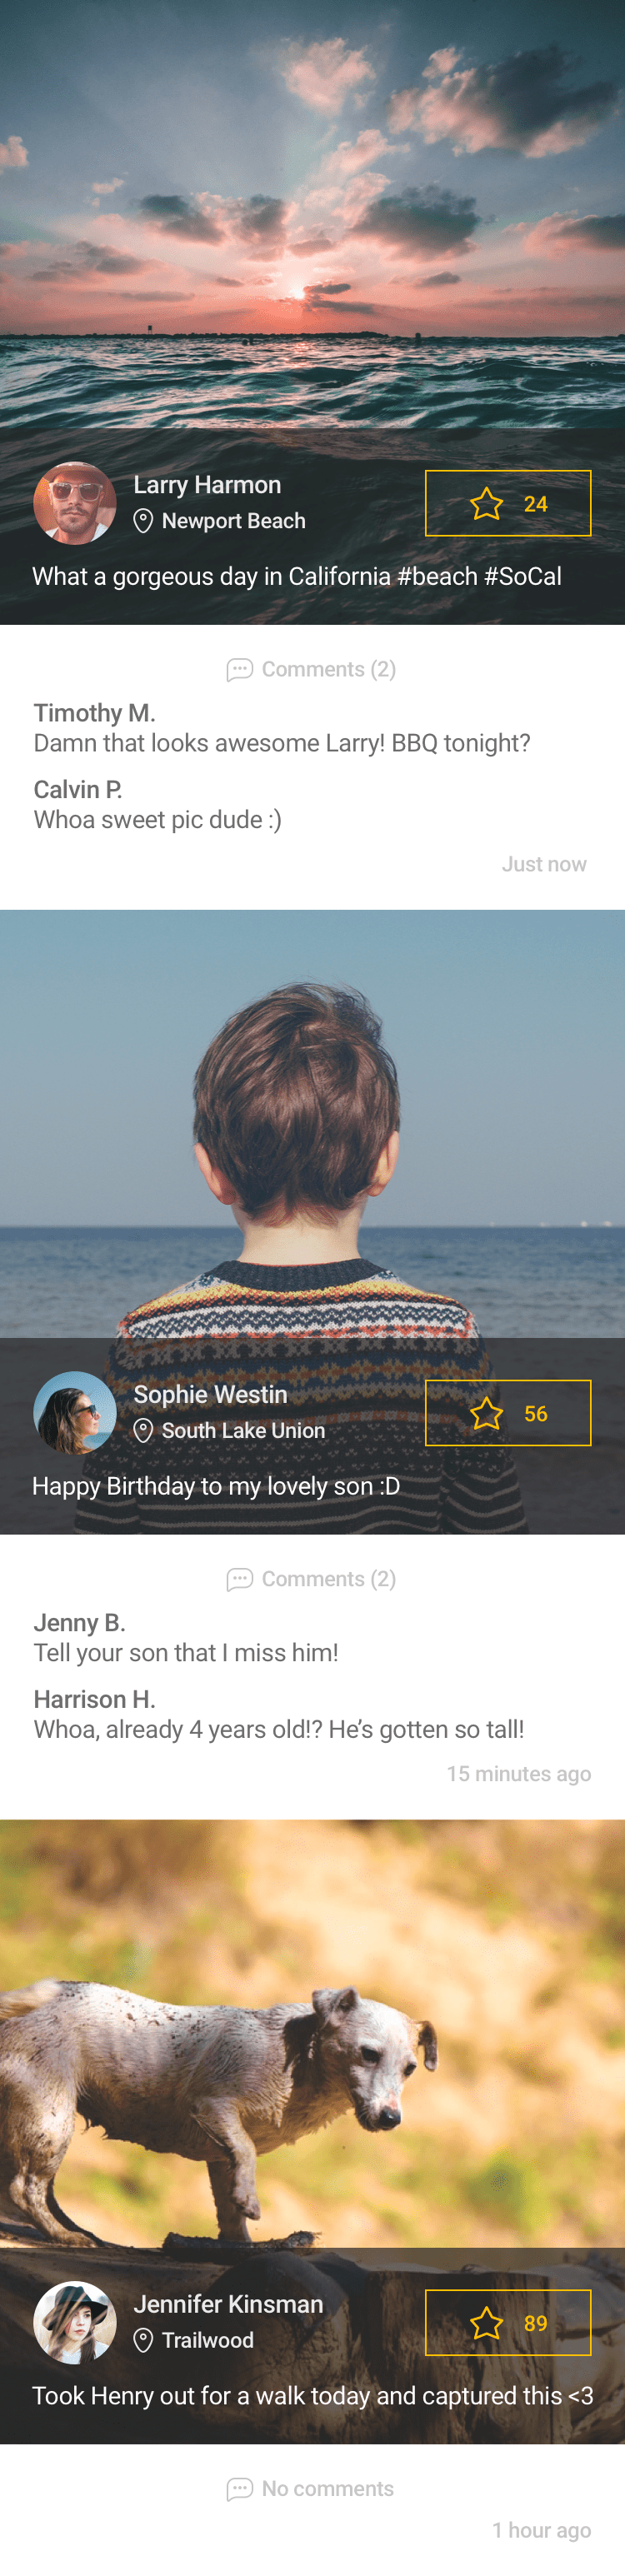 Larry Harmon
Newport Beach
24
What a gorgeous day in California #beach #SoCal
Comments (2)
Timothy M.
Damn that looks awesome Larry! BBQ tonight?
Calvin P.
Whoa sweet pic dude :)
Just now
Sophie Westin
South Lake Union
56
Happy Birthday to my lovely son :D
Comments (2)
Jenny B.
Tell your son that I miss him!
Harrison H.
Whoa, already 4 years old!? He’s gotten so tall!
15 minutes ago
Jennifer Kinsman
Trailwood
89
Took Henry out for a walk today and captured this <3
No comments
1 hour ago